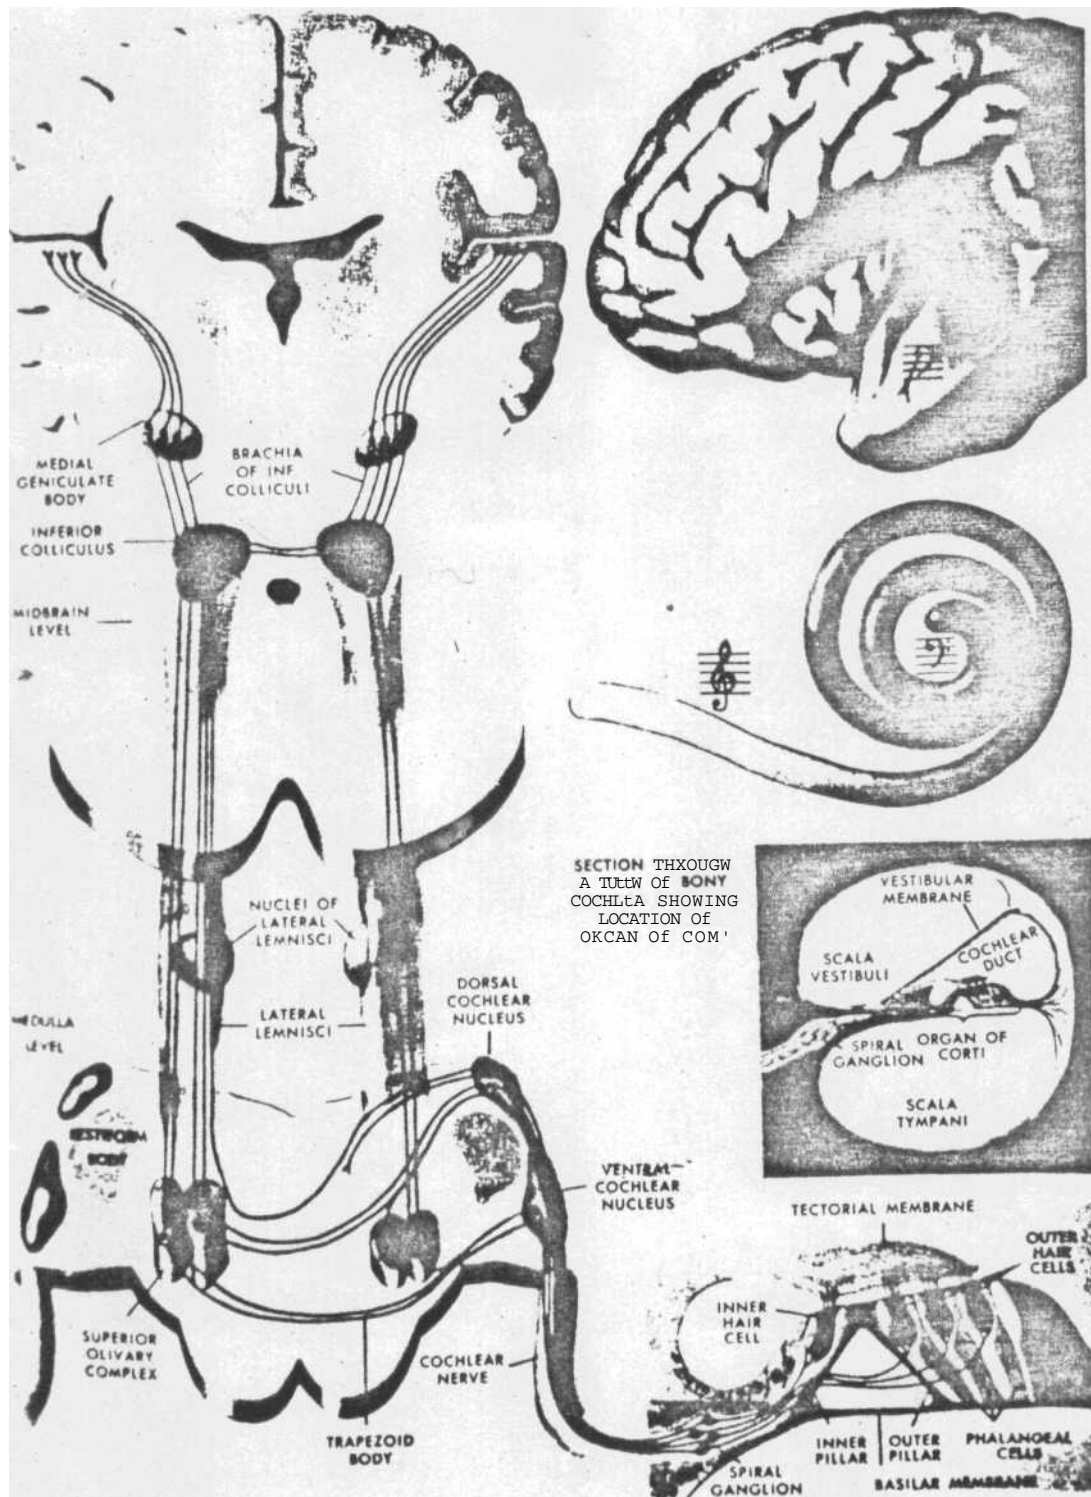 MEDIAL
GENICULATE
BODY
BRACHIA
OF INF
COLLICULI
INFERIOR
COLLICULUS
MIDBRAIN
LEVEL
SECTION THXOUGW
A TUttW Of BONY
COCHLtA SHOWING
LOCATION Of
OKCAN Of COM'
VESTIBULAR
MEMBRANE
COCHLEAR
DUCT
SCALA
VESTIBULI
SPIRAL
GANGLION
ORGAN OF
CORTI
SCALA
TYMPANI
NUCLEI OF
LATERAL
LEMNISCI
DORSAL
COCHLEAR
NUCLEUS
LATERAL
LEMNISCI
MEDULLA
LEVEL
RESTIFORM
BODY
VENTRAL
COCHLEAR
NUCLEUS
TECTORIAL MEMBRANE
OUTER
HAIR
CELLS
INNER
HAIR
CELL
SUPERIOR
OLIVARY
COMPLEX
COCHLEAR
NERVE
TRAPEZOID
BODY
INNER
PILLAR
OUTER
PILLAR
PHALANGEAL
CELLS
SPIRAL
GANGLION
BASILAR MEMBRANE